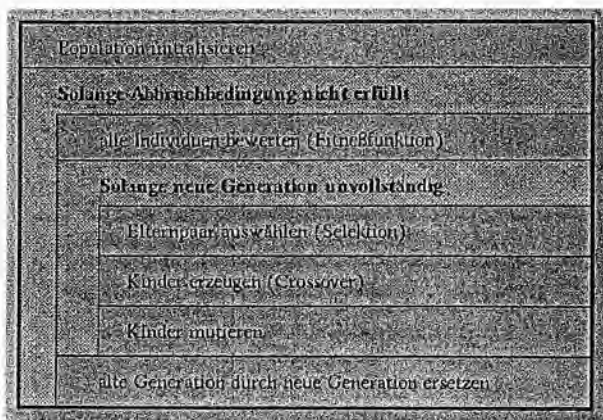 Population initialisieren
Solange Abbruchbedingung nicht erfüllt
alle Individuen bewerten (Fitneßfunktion)
Solange neue Generation unvollständig
Elternpaar auswählen (Selektion)
Kinder erzeugen (Crossover)
Kinder mutieren
alte Generation durch neue Generation ersetzen